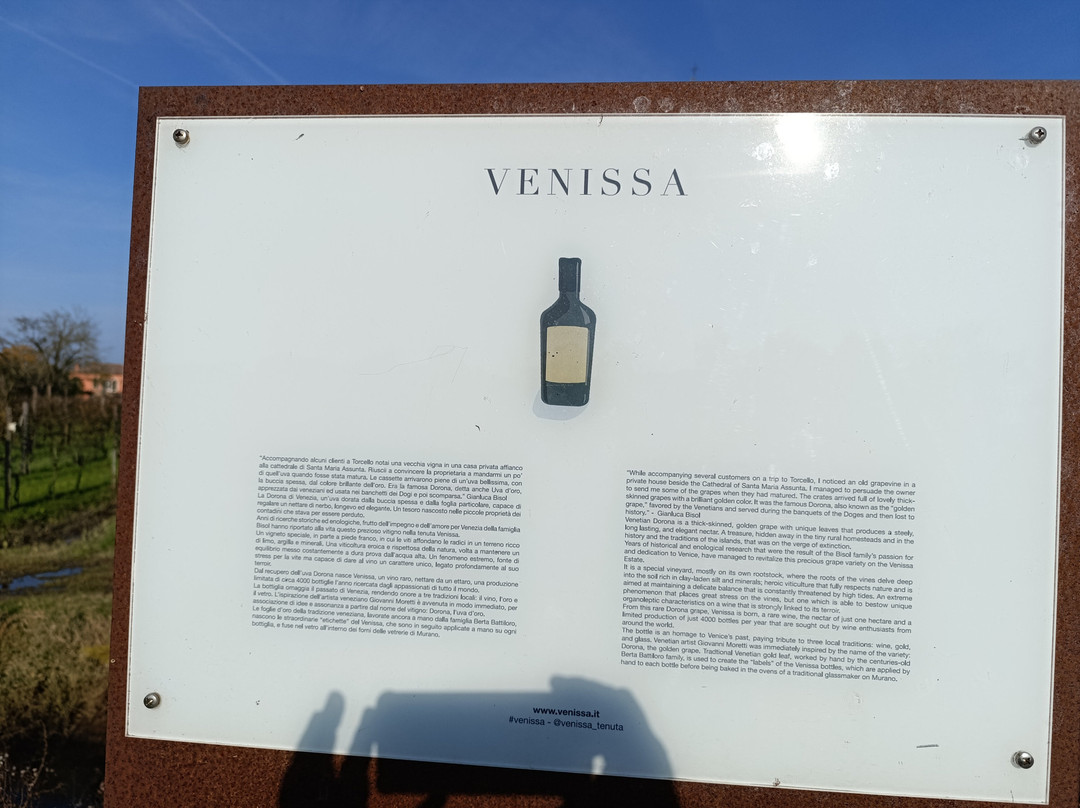 VENISSA
"Accompagnando alcuni clienti a Torcello notai una vecchia vigna in una casa privata affianco
alla cattedrale di Santa Maria Assunta. Riuscii a convincere la proprietaria a mandarmi un po'
di quell'uva quando fosse stata matura. Le cassette arrivarono piene di un'uva bellissima, con
la buccia spessa, dal colore brillante dell'oro. Era la famosa Dorona, detta anche Uva d'oro,
apprezzata dai veneziani ed usata nei banchetti dei Dogi e poi scomparsa," Gianluca Bisol
La Dorona di Venezia, un'uva dorata dalla buccia spessa e dalla foglia particolare, capace di
regalare un nettare di nerbo, longevo ed elegante. Un tesoro nascosto nelle piccole proprietà dei
contadini che stava per essere perduto.
Anni di ricerche storiche ed enologiche, frutto dell'impegno e dell'amore per Venezia della famiglia
Bisol hanno riportato alla vita questo prezioso vitigno nella tenuta Venissa.
Un vigneto speciale, in parte a piede franco, in cui le viti affondano le radici in un terreno ricco
di limo, argilla e minerali. Una viticoltura eroica e rispettosa della natura, volta a mantenere un
equilibrio messo costantemente a dura prova dall'acqua alta. Un fenomeno estremo, fonte di
stress per la vite ma capace di dare al vino un carattere unico, legato profondamente al suo
terroir.
Dal recupero dell'uva Dorona nasce Venissa, un vino raro, nettare da un ettaro, una produzione
limitata di circa 4000 bottiglie l'anno ricercata dagli appassionati di tutto il mondo.
La bottiglia omaggia il passato di Venezia, rendendo onore a tre tradizioni locali: il vino, l'oro e
il vetro. L'ispirazione dell'artista veneziano Giovanni Moretti è avvenuta in modo immediato, per
associazione di idee e assonanza a partire dal nome del vitigno: Dorona, l'uva d'oro.
Le foglie d'oro della tradizione veneziana, lavorate ancora a mano dalla famiglia Berta Battiloro,
nascono le straordinarie "etichette" del Venissa, che sono in seguito applicate a mano su ogni
bottiglia, e fuse nel vetro all'interno dei forni delle vetrerie di Murano.
"While accompanying several customers on a trip to Torcello, I noticed an old grapevine in a
private house beside the Cathedral of Santa Maria Assunta. I managed to persuade the owner
to send me some of the grapes when they had matured. The crates arrived full of lovely thick-
skinned grapes with a brilliant golden color. It was the famous Dorona, also known as the "golden
grape," favored by the Venetians and served during the banquets of the Doges and then lost to
history." - Gianluca Bisol
Venetian Dorona is a thick-skinned, golden grape with unique leaves that produces a steely,
long lasting, and elegant nectar. A treasure, hidden away in the tiny rural homesteads and in the
history and the traditions of the islands, that was on the verge of extinction.
Years of historical and enological research that were the result of the Bisol family's passion for
and dedication to Venice, have managed to revitalize this precious grape variety on the Venissa
Estate.
It is a special vineyard, mostly on its own rootstock, where the roots of the vines delve deep
into the soil rich in clay-laden silt and minerals, heroic viticulture that fully respects nature and is
aimed at maintaining a delicate balance that is constantly threatened by high tides. An extreme
phenomenon that places great stress on the vines, but one which is able to bestow unique
organoleptic characteristics on a wine that is strongly linked to its terroir.
From this rare Dorona grape, Venissa is born, a rare wine, the nectar of just one hectare and a
limited production of just 4000 bottles per year that are sought out by wine enthusiasts from
around the world.
The bottle is an homage to Venice's past, paying tribute to three local traditions: wine, gold,
and glass. Venetian artist Giovanni Moretti was immediately inspired by the name of the variety:
Dorona, the golden grape. Traditional Venetian gold leaf, worked by hand by the centuries-old
Berta Battiloro family, is used to create the "labels" of the Venissa bottles, which are applied by
hand to each bottle before being baked in the ovens of a traditional glassmaker on Murano.
www.venissa.it
#venissa - @venissa_tenuta